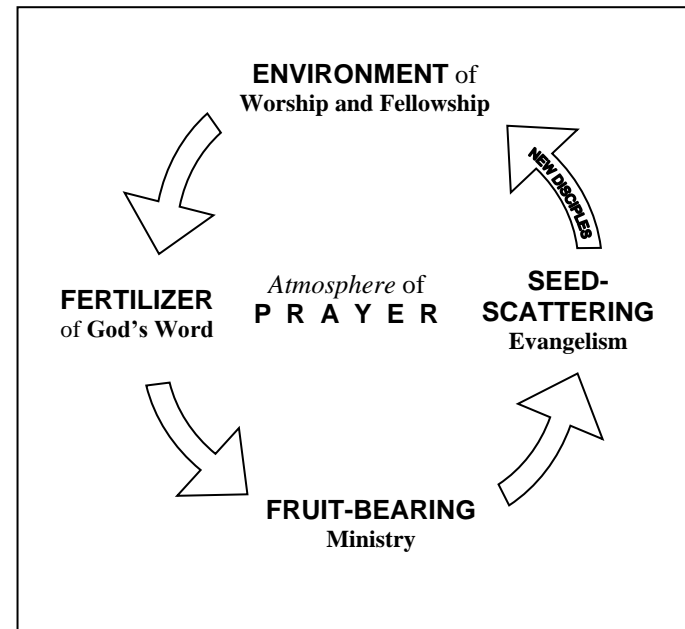 ENVIRONMENT of
Worship and Fellowship
NEW DISCIPLES
FERTILIZER
of God's Word
Atmosphere of
P R A Y E R
SEED-
SCATTERING
Evangelism
FRUIT-BEARING
Ministry